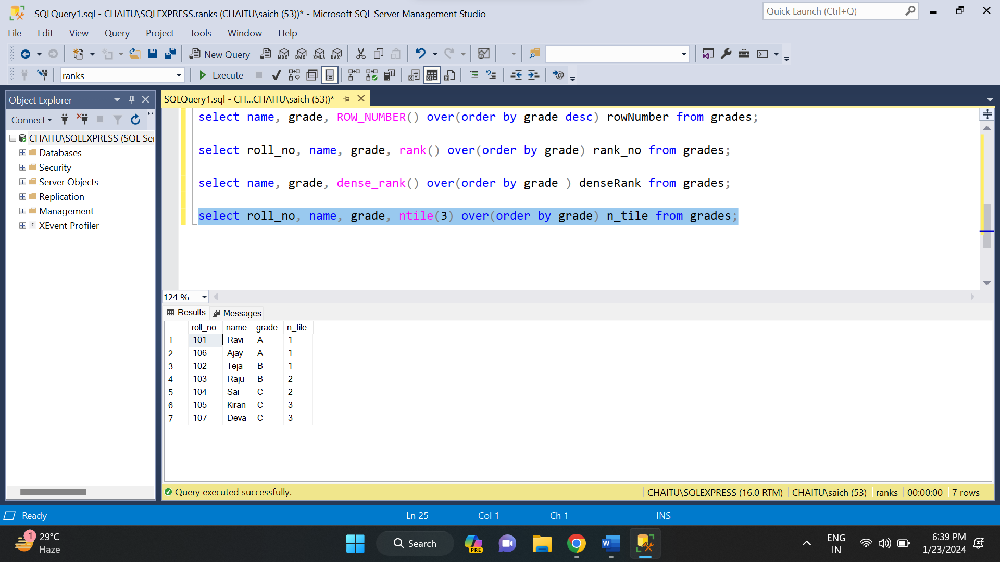 SQLQuery1.sql - CHAITU\SQLEXPRESS.ranks (CHAITU\saich (53))* - Microsoft SQL Server Management Studio
Quick Launch (Ctrl+Q)
File Edit View Query Project Tools Window Help
New Query MDX DMX XMLA DAX
ranks Execute
Object Explorer
SQLQuery1.sql - CH...CHAITU\saich (53))*
Connect
CHAITU\SQLEXPRESS (SQL Ser
Databases
Security
Server Objects
Replication
Management
XEvent Profiler
select name, grade, ROW_NUMBER() over(order by grade desc) rowNumber from grades;
select roll_no, name, grade, rank() over(order by grade) rank_no from grades;
select name, grade, dense_rank() over(order by grade ) denseRank from grades;
select roll_no, name, grade, ntile(3) over(order by grade) n_tile from grades;
124 %
Results Messages
roll_no name grade n_tile
1 101 Ravi A 1
2 106 Ajay A 1
3 102 Teja B 1
4 103 Raju B 2
5 104 Sai C 2
6 105 Kiran C 3
7 107 Deva C 3
Query executed successfully. CHAITU\SQLEXPRESS (16.0 RTM) CHAITU\saich (53) ranks 00:00:00 7 rows
Ready Ln 25 Col 1 Ch 1 INS
1 29°C
Haze
Search
PRE
W
ENG
IN
6:39 PM
1/23/2024